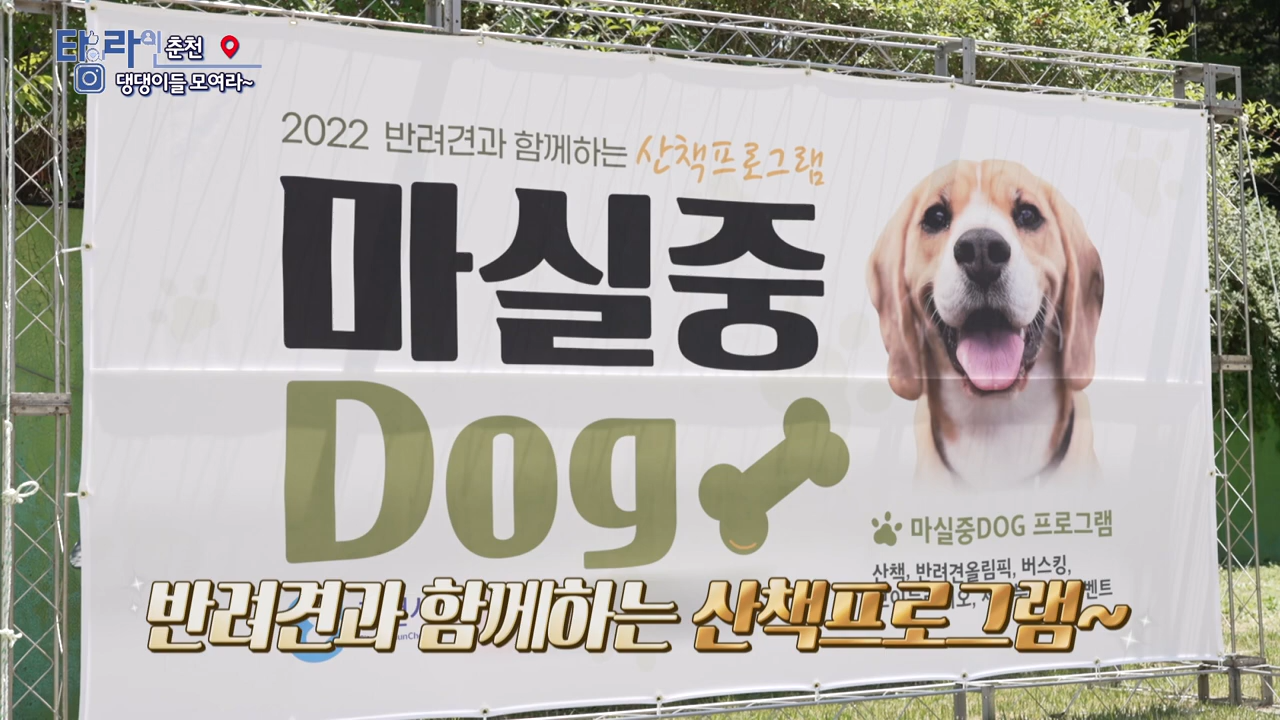 탐나라의 춘천
댕댕이들 모여라~
2022 반려견과 함께하는 산책프로그램
마실중
Dog
마실중DOG 프로그램
산책, 반려견올림픽, 버스킹,
반려견과 함께하는 산책프로그램~